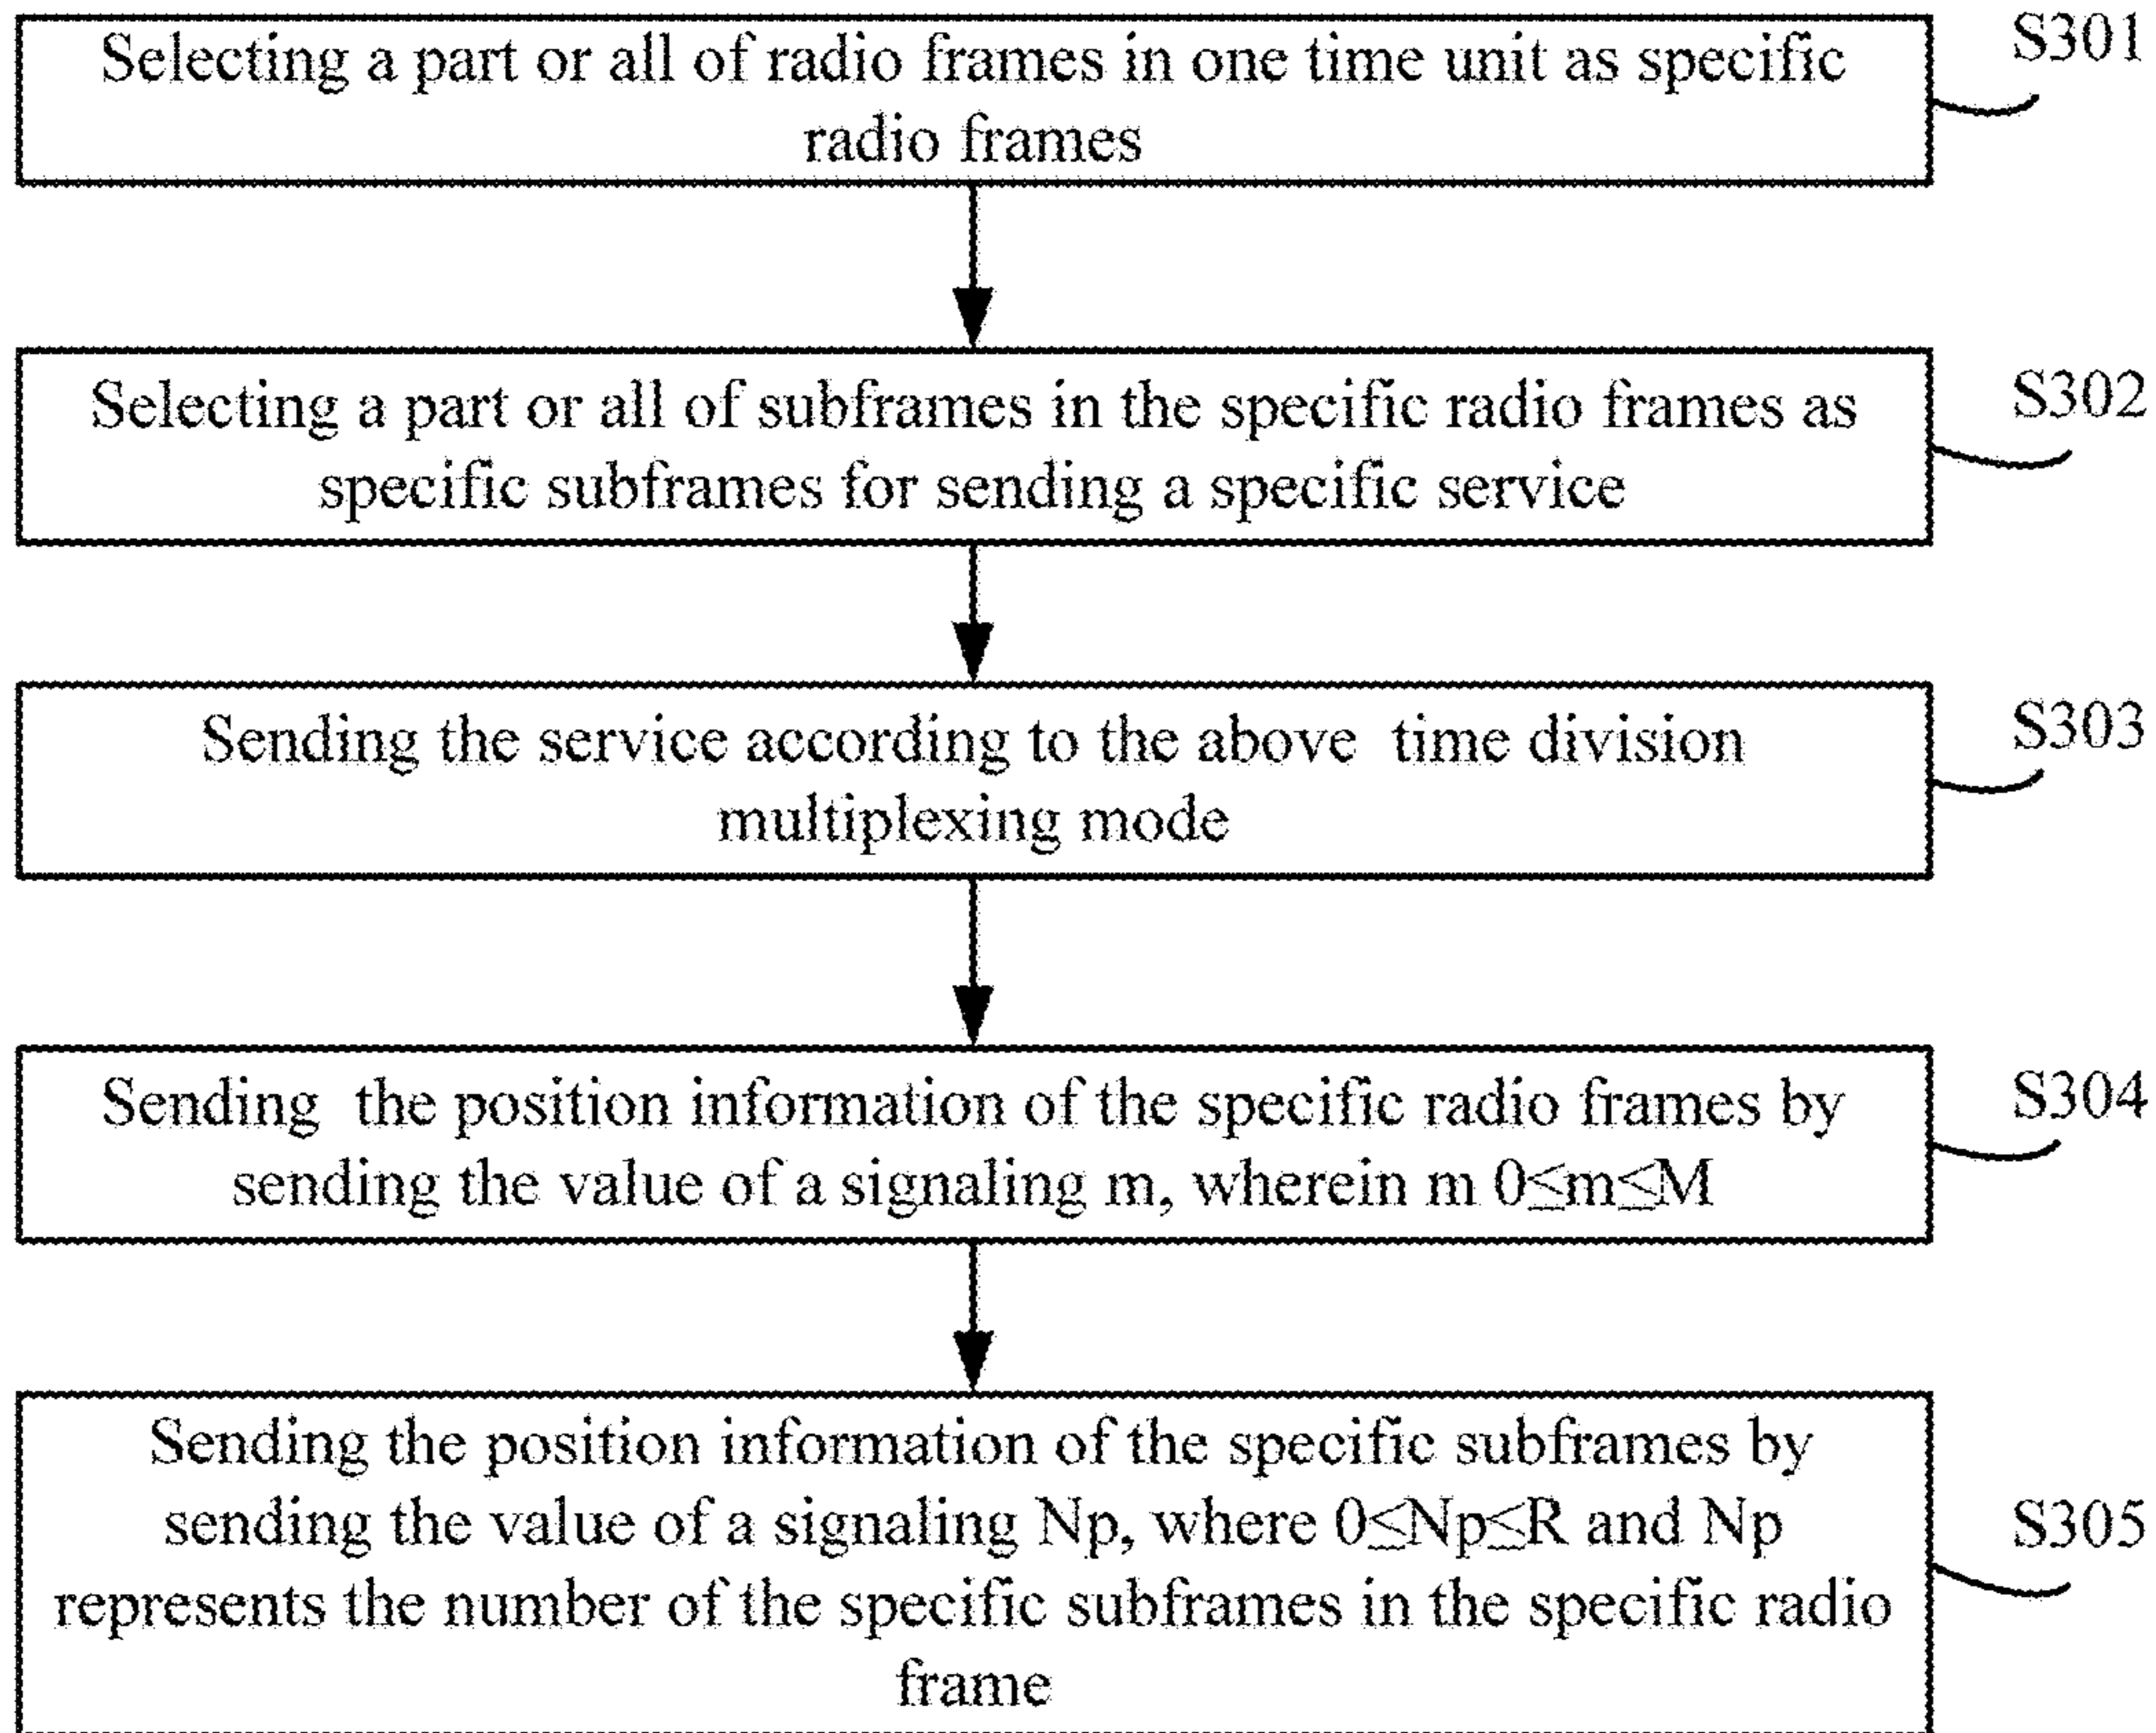 Selecting a part or all of radio frames in one time unit as specific
radio frames
S301
Selecting a part or all of subframes in the specific radio frames as
specific subframes for sending a specific service
S302
Sending the service according to the above time division
multiplexing mode
S303
Sending the position information of the specific radio frames by
sending the value of a signaling m, wherein m 0≤m≤M
S304
Sending the position information of the specific subframes by
sending the value of a signaling Np, where 0≤Np≤R and Np
represents the number of the specific subframes in the specific radio
frame
S305